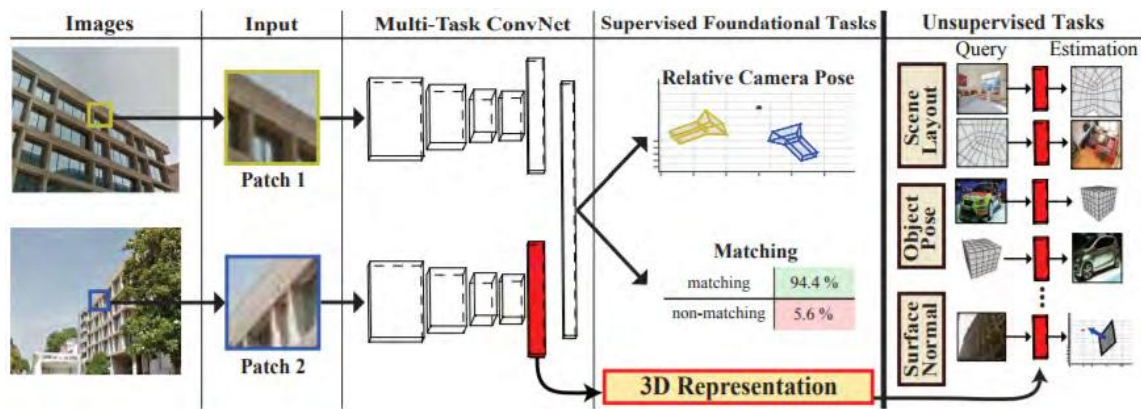 Images
Input
Multi-Task ConvNct
Supervised Foundational Tasks
Unsupervised Tasks
Patch 1
Patch 2
Relative Camera Pose
Matching
matching 94.4 %
non-matching 5.6 %
3D Representation
Query Estimation
Scene
Layout
Object
Pose
Surface
Normal